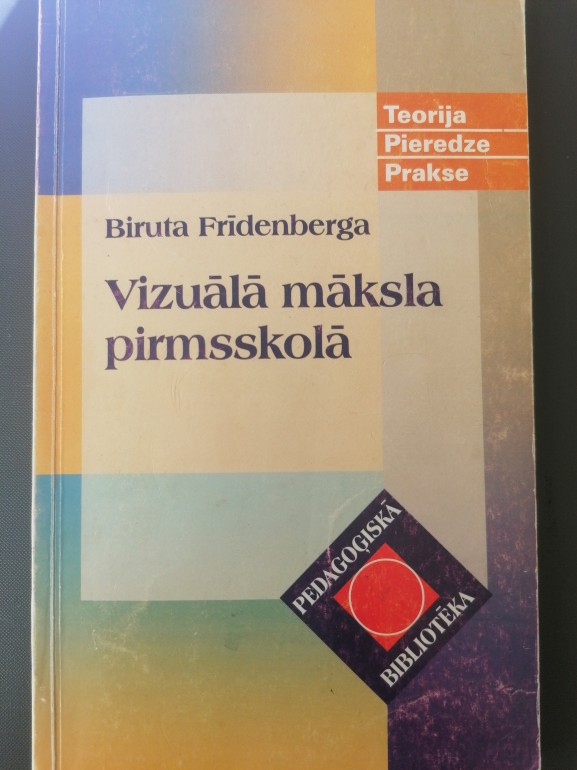 Teorija
Pieredze
Prakse
Biruta Frīdenberga
Vizuālā māksla
pirmsskolā
PEDAGOĢISKĀ
BIBLIOTĒKA